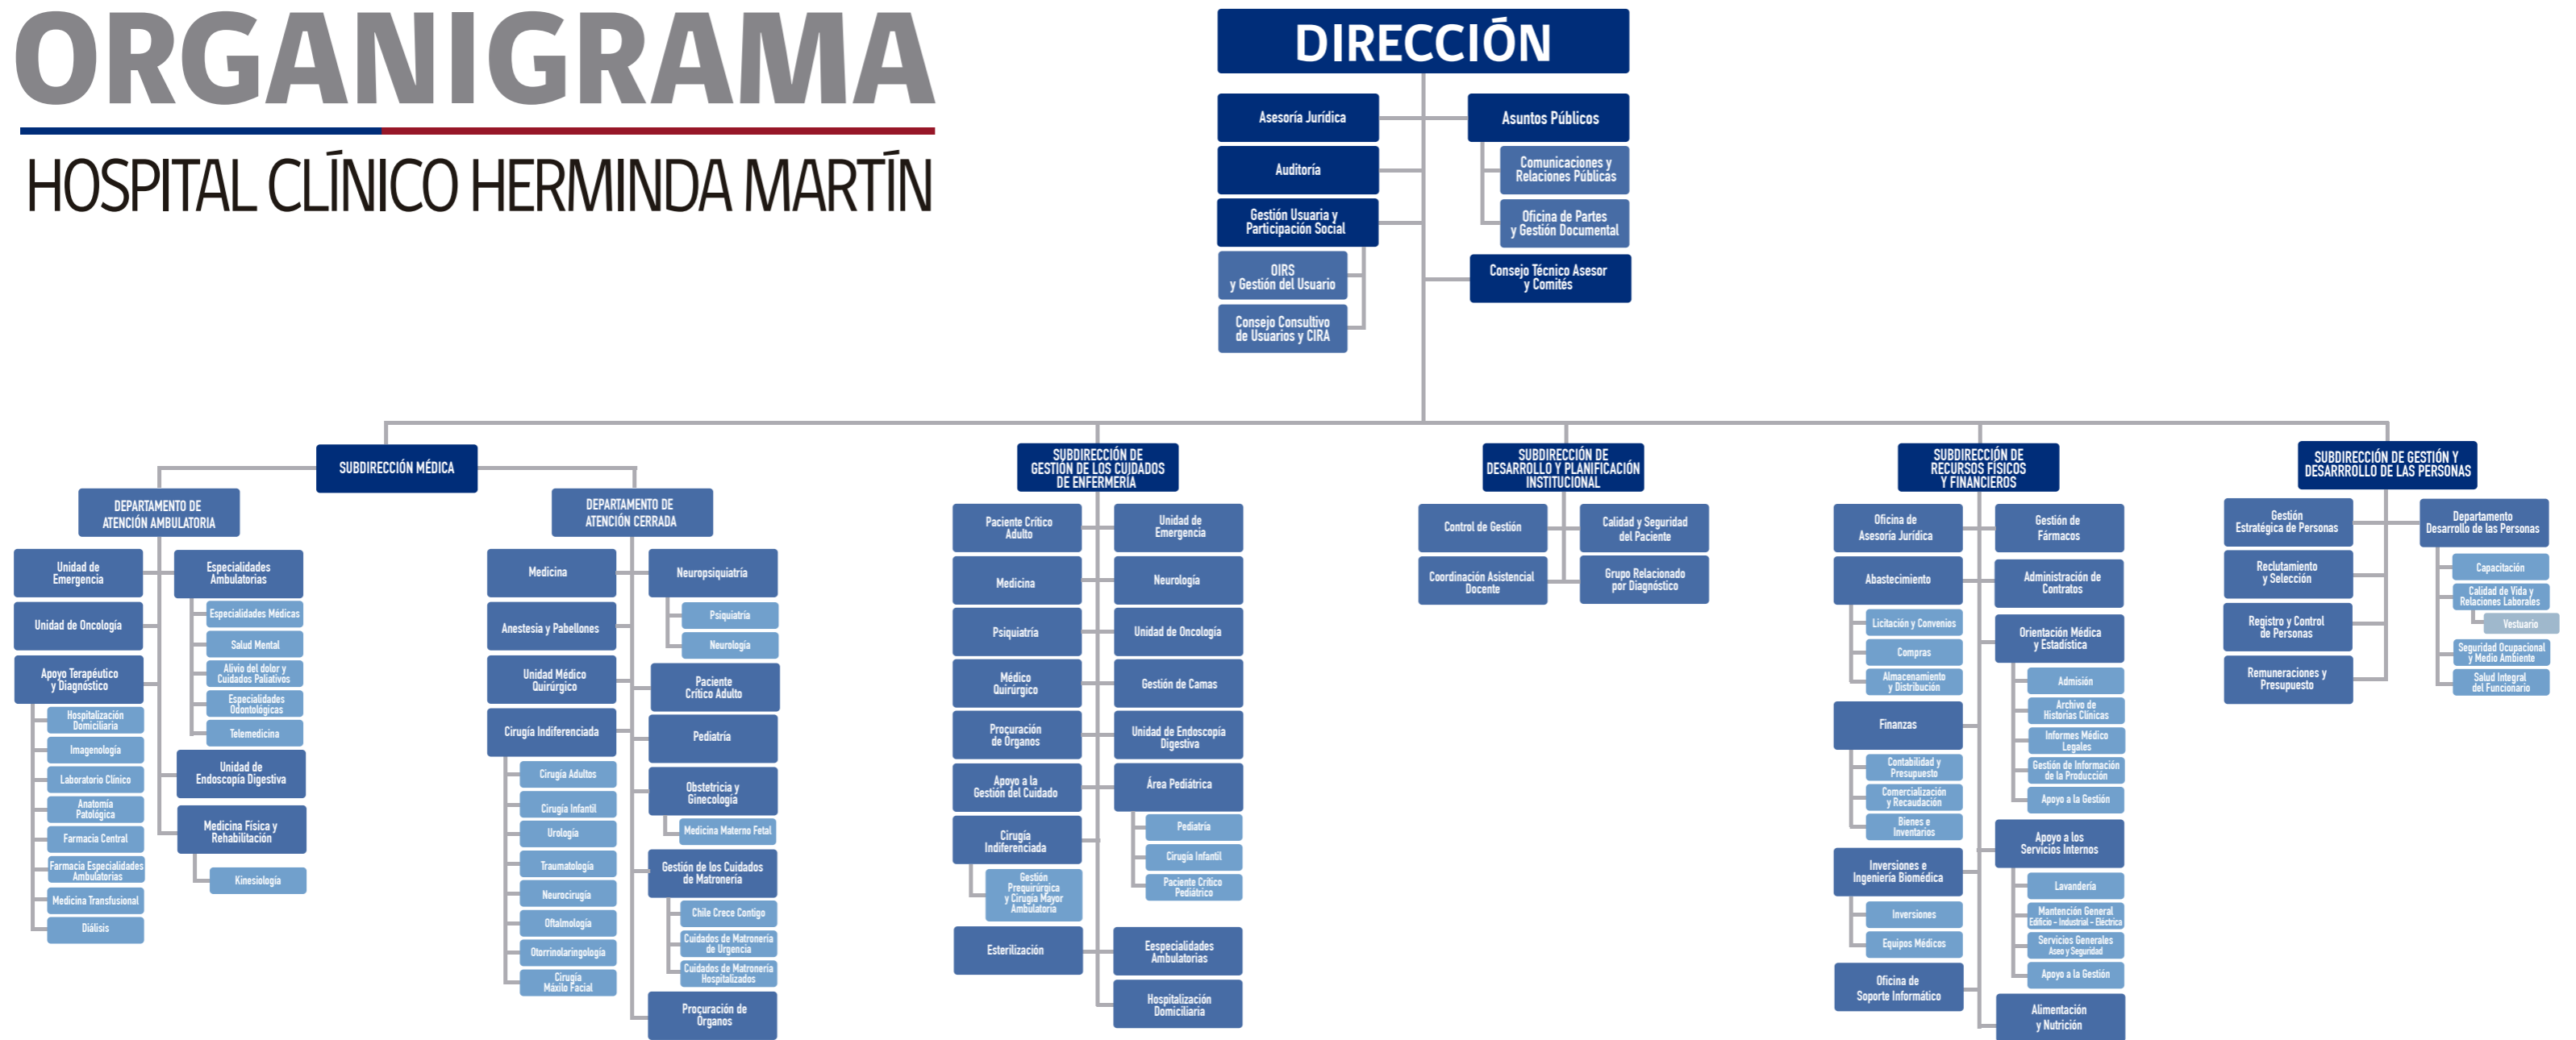 ORGANIGRAMA
HOSPITAL CLÍNICO HERMINDA MARTÍN
DIRECCIÓN
Asesoría Jurídica
Auditoría
Gestión Usuaria y
Participación Social
OIRS
y Gestión del Usuario
Consejo Consultivo
de Usuarios y CIRA
Asuntos Públicos
Comunicaciones y
Relaciones Públicas
Oficina de Partes
y Gestión Documental
Consejo Técnico Asesor
y Comités
SUBDIRECCIÓN MÉDICA
DEPARTAMENTO DE
ATENCIÓN AMBULATORIA
Unidad de
Emergencia
Unidad de Oncología
Apoyo Terapéutico
y Diagnóstico
Hospitalización
Domiciliaria
Imagenología
Laboratorio Clínico
Anatomía
Patológica
Farmacia Central
Farmacia Especialidades
Ambulatorias
Medicina Transfusional
Diálisis
Especialidades
Ambulatorias
Especialidades Médicas
Salud Mental
Alivio del dolor y
Cuidados Paliativos
Especialidades
Odontológicas
Telemedicina
Unidad de
Endoscopía Digestiva
Medicina Física y
Rehabilitación
Kinesiología
DEPARTAMENTO DE
ATENCIÓN CERRADA
Medicina
Anestesia y Pabellones
Unidad Médico
Quirúrgico
Cirugía Indiferenciada
Cirugía Adultos
Cirugía Infantil
Urología
Traumatología
Neurocirugía
Oftalmología
Otorrinolaringología
Cirugía
Máxilo Facial
Neuropsiquiatría
Psiquiatría
Neurología
Paciente
Crítico Adulto
Pediatría
Obstetricia y
Ginecología
Medicina Materno Fetal
Gestión de los Cuidados
de Matronería
Chile Crece Contigo
Cuidados de Matronería
de Urgencia
Cuidados de Matronería
Hospitalizados
Procuración de
Órganos
SUBDIRECCIÓN DE
GESTIÓN DE LOS CUIDADOS
DE ENFERMERÍA
Paciente Crítico
Adulto
Medicina
Psiquiatría
Médico
Quirúrgico
Procuración
de Órganos
Apoyo a la
Gestión del Cuidado
Cirugía
Indiferenciada
Gestión
Prequirúrgica
y Cirugía Mayor
Ambulatoria
Esterilización
Unidad de
Emergencia
Neurología
Unidad de Oncología
Gestión de Camas
Unidad de Endoscopía
Digestiva
Área Pediátrica
Pediatría
Cirugía Infantil
Paciente Crítico
Pediátrico
Eespecialidades
Ambulatorias
Hospitalización
Domiciliaria
SUBDIRECCIÓN DE
DESARROLLO Y PLANIFICACIÓN
INSTITUCIONAL
Control de Gestión
Coordinación Asistencial
Docente
Calidad y Seguridad
del Paciente
Grupo Relacionado
por Diagnóstico
SUBDIRECCIÓN DE
RECURSOS FÍSICOS
Y FINANCIEROS
Oficina de
Asesoría Jurídica
Abastecimiento
Licitación y Convenios
Compras
Almacenamiento
y Distribución
Finanzas
Contabilidad y
Presupuesto
Comercialización
y Recaudación
Bienes e
Inventarios
Inversiones e
Ingeniería Biomédica
Inversiones
Equipos Médicos
Oficina de
Soporte Informático
Gestión de
Fármacos
Administración de
Contratos
Orientación Médica
y Estadística
Admisión
Archivo de
Historias Clínicas
Informes Médico
Legales
Gestión de Información
de la Producción
Apoyo a la Gestión
Apoyo a los
Servicios Internos
Lavandería
Mantención General
Edificio - Industrial - Eléctrica
Servicios Generales
Aseo y Seguridad
Apoyo a la Gestión
Alimentación
y Nutrición
SUBDIRECCIÓN DE GESTIÓN Y
DESARRROLLO DE LAS PERSONAS
Gestión
Estratégica de Personas
Reclutamiento
y Selección
Registro y Control
de Personas
Remuneraciones y
Presupuesto
Departamento
Desarrollo de las Personas
Capacitación
Calidad de Vida y
Relaciones Laborales
Vestuario
Seguridad Ocupacional
y Medio Ambiente
Salud Integral
del Funcionario